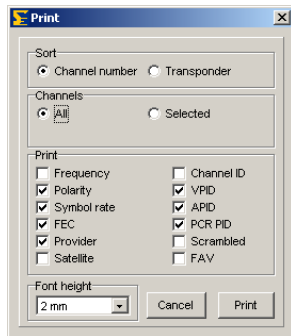 Print
Sort
Channel number Transponder
Channels
All Selected
Print
Frequency Channel ID
Polarity VPID
Symbol rate APID
FEC PCR PID
Provider Scrambled
Satellite FAV
Font height
2 mm Cancel Print